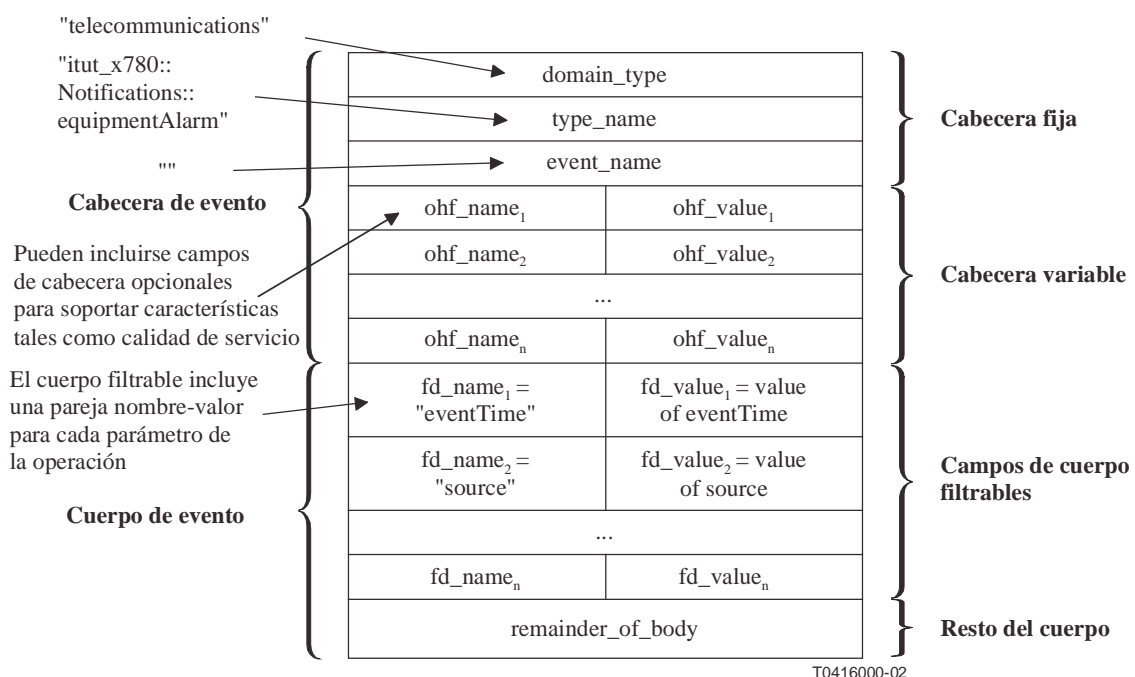 "telecommunications"
"itut_x780::
Notifications::
equipmentAlarm"
""
Cabecera de evento
Pueden incluirse campos
de cabecera opcionales
para soportar características
tales como calidad de servicio
El cuerpo filtrable incluye
una pareja nombre-valor
para cada parámetro de
la operación
Cuerpo de evento
domain_type
type_name
event_name
ohf_name1 ohf_value1
ohf_name2 ohf_value2
...
ohf_namen ohf_valuen
fd_name1 = fd_value1 = value
"eventTime" of eventTime
fd_name2 = fd_value2 = value
"source" of source
...
fd_namen fd_valuen
remainder_of_body
Cabecera fija
Cabecera variable
Campos de cuerpo
filtrables
Resto del cuerpo
T0416000-02